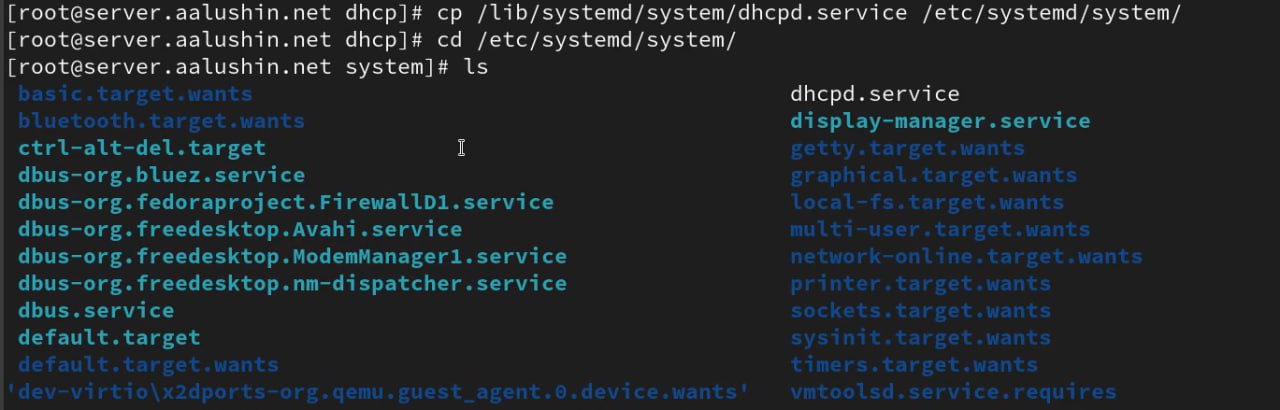 [root@server.aalushin.net dhcp]# cp /lib/systemd/system/dhcpd.service /etc/systemd/system/
[root@server.aalushin.net dhcp]# cd /etc/systemd/system/
[root@server.aalushin.net system]# ls
basic.target.wants dhcpd.service
bluetooth.target.wants display-manager.service
ctrl-alt-del.target getty.target.wants
dbus-org.bluez.service graphical.target.wants
dbus-org.fedoraproject.FirewallD1.service local-fs.target.wants
dbus-org.freedesktop.Avahi.service multi-user.target.wants
dbus-org.freedesktop.ModemManager1.service network-online.target.wants
dbus-org.freedesktop.nm-dispatcher.service printer.target.wants
dbus.service sockets.target.wants
default.target sysinit.target.wants
default.target.wants timers.target.wants
'dev-virtio\x2dports-org.qemu.guest_agent.0.device.wants' vmtoolsd.service.requires